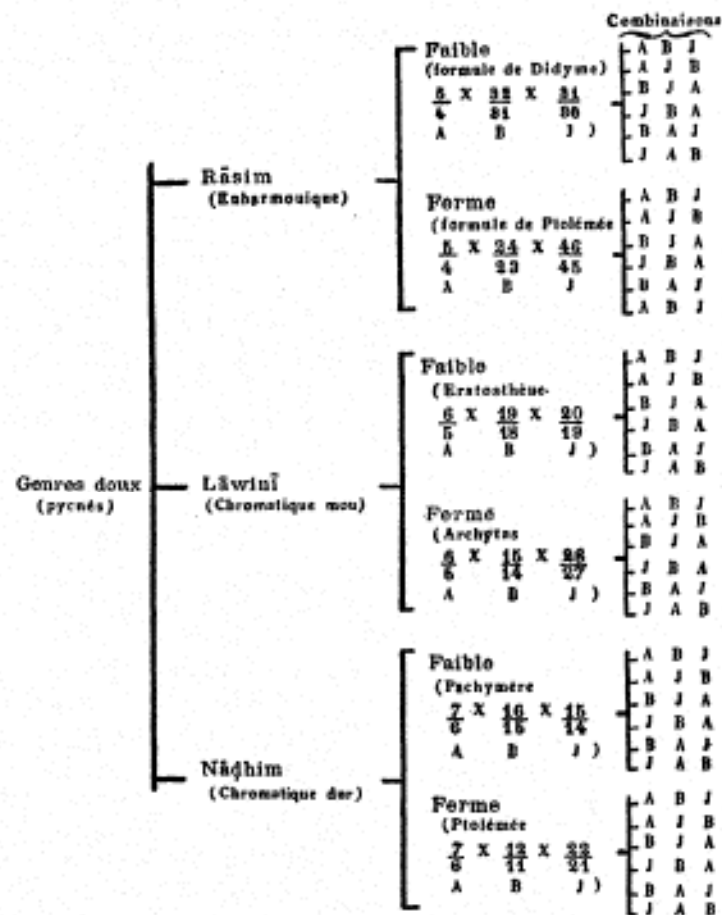 Combinaisons
Genres doux
(pycnés)
Rāsim
(Enharmonique)
Faible
(formule de Didyme)
5/4 X 32/31 X 31/30
A B J )
A B J
A J B
B J A
J B A
B A J
J A B
Ferme
(formule de Ptolémée
5/4 X 24/23 X 46/45
A B J
A B J
A J B
B J A
J B A
B A J
A B J
Lāwinī
(Chromatique mou)
Faible
(Eratosthène-
6/5 X 19/18 X 20/19
A B J )
A B J
A J B
B J A
J B A
B A J
J A B
Ferme
(Archytas
6/5 X 15/14 X 28/27
A B J )
A B J
A J B
B J A
J B A
B A J
J A B
Nāḍhim
(Chromatique dur)
Faible
(Pachymère
7/6 X 16/15 X 15/14
A B J )
A B J
A J B
B J A
J B A
B A J
J A B
Ferme
(Ptolémée
7/6 X 12/11 X 22/21
A B J )
A B J
A J B
B J A
J B A
B A J
J A B